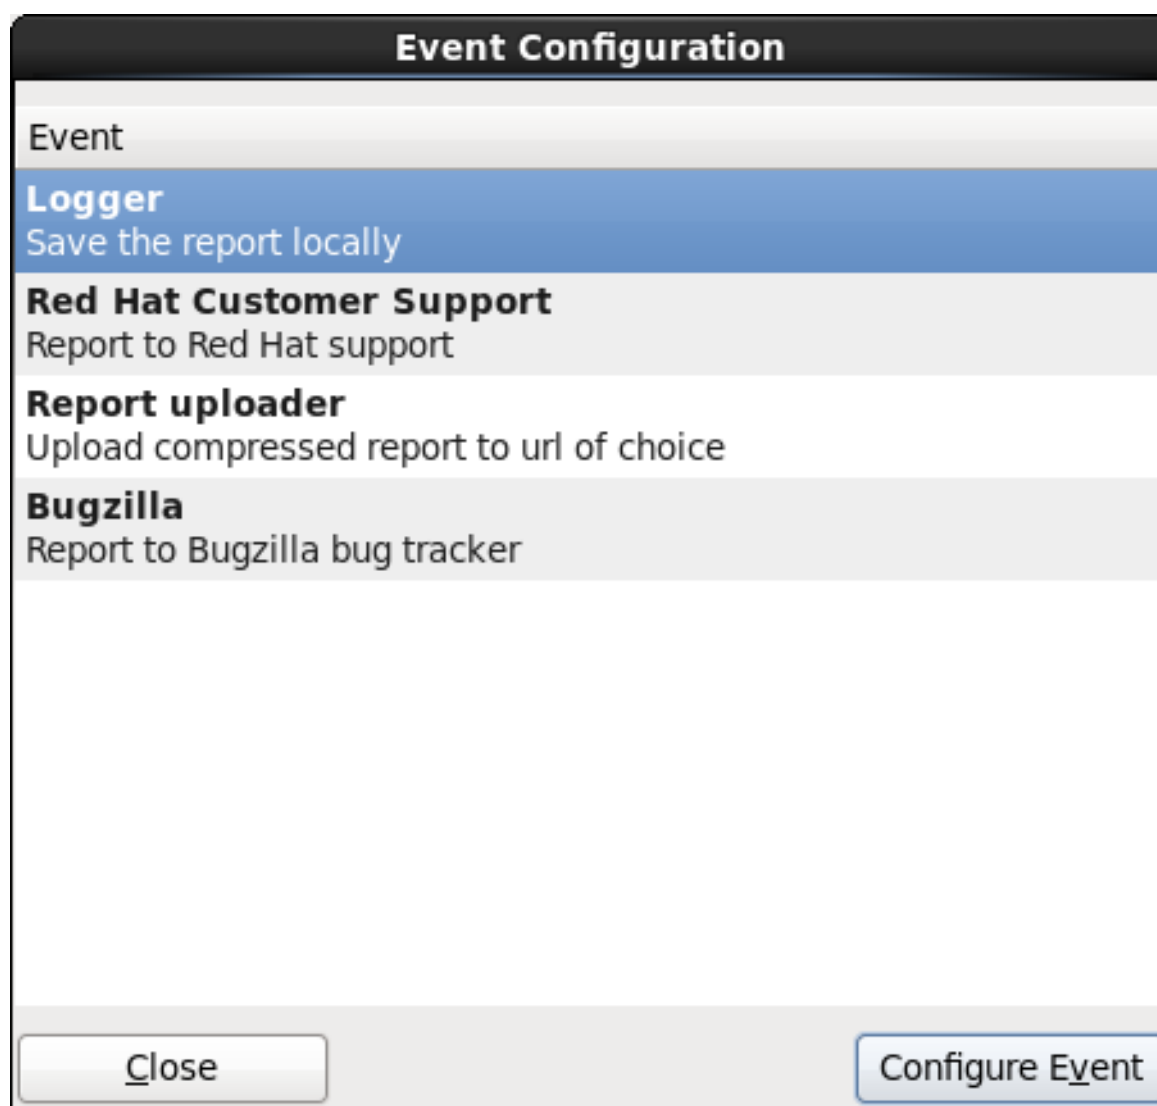 Event Configuration
Event
Logger
Save the report locally
Red Hat Customer Support
Report to Red Hat support
Report uploader
Upload compressed report to url of choice
Bugzilla
Report to Bugzilla bug tracker
Close
Configure Event